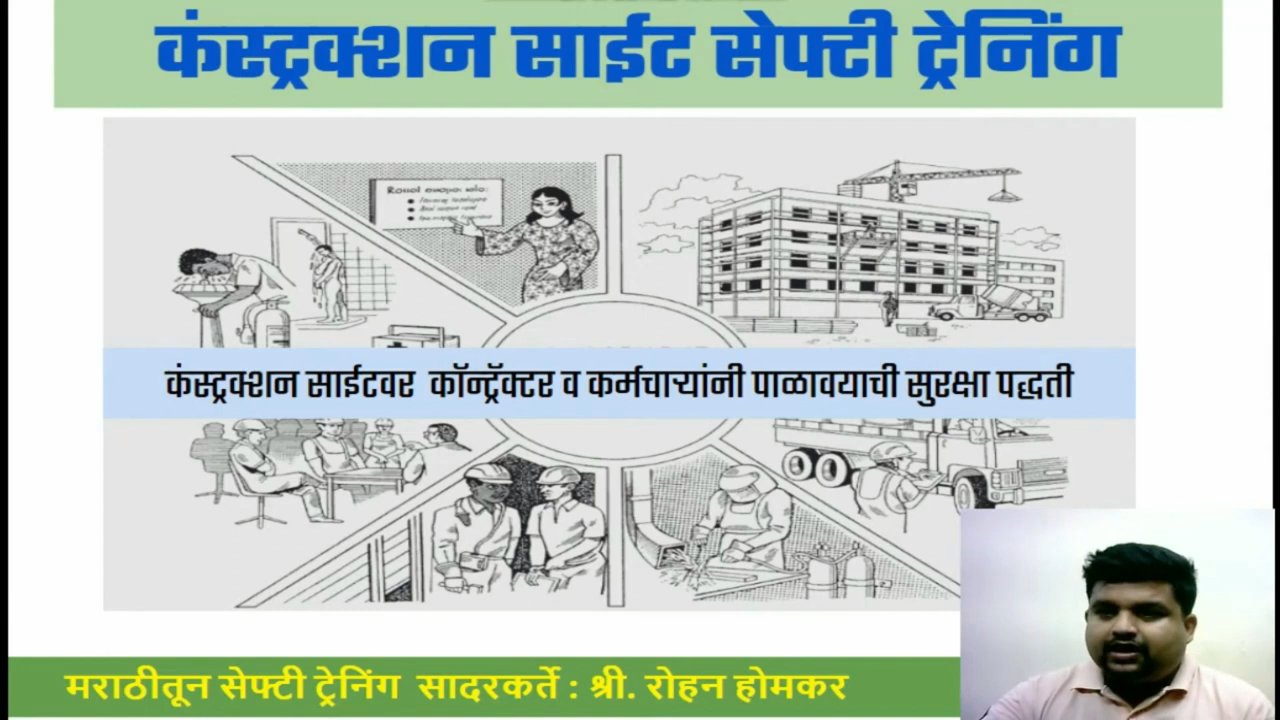 कंस्ट्रक्शन साईट सेफ्टी ट्रेनिंग
कंस्ट्रक्शन साईटवर कॉन्ट्रॅक्टर व कर्मचाऱ्यांनी पाळावयाची सुरक्षा पद्धती
मराठीतून सेफ्टी ट्रेनिंग सादरकर्ते : श्री. रोहन होमकर